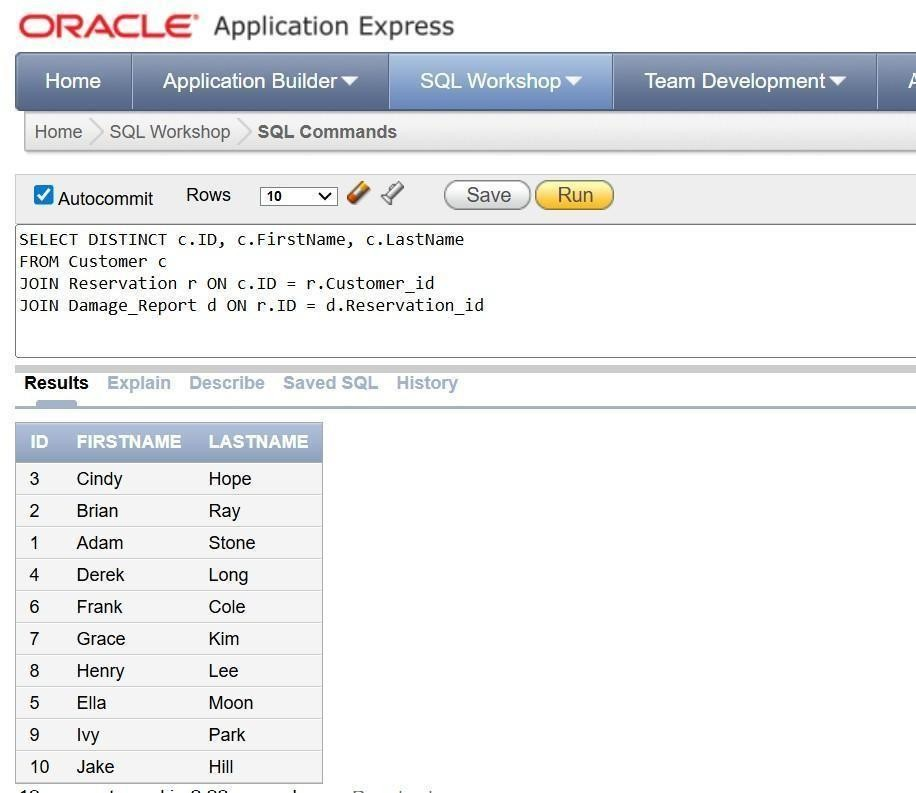 ORACLE Application Express
Home Application Builder SQL Workshop Team Development
Home SQL Workshop SQL Commands
Autocommit Rows 10 Save Run
SELECT DISTINCT c.ID, c.FirstName, c.LastName
FROM Customer c
JOIN Reservation r ON c.ID = r.Customer_id
JOIN Damage_Report d ON r.ID = d.Reservation_id
Results Explain Describe Saved SQL History
ID FIRSTNAME LASTNAME
3 Cindy Hope
2 Brian Ray
1 Adam Stone
4 Derek Long
6 Frank Cole
7 Grace Kim
8 Henry Lee
5 Ella Moon
9 Ivy Park
10 Jake Hill